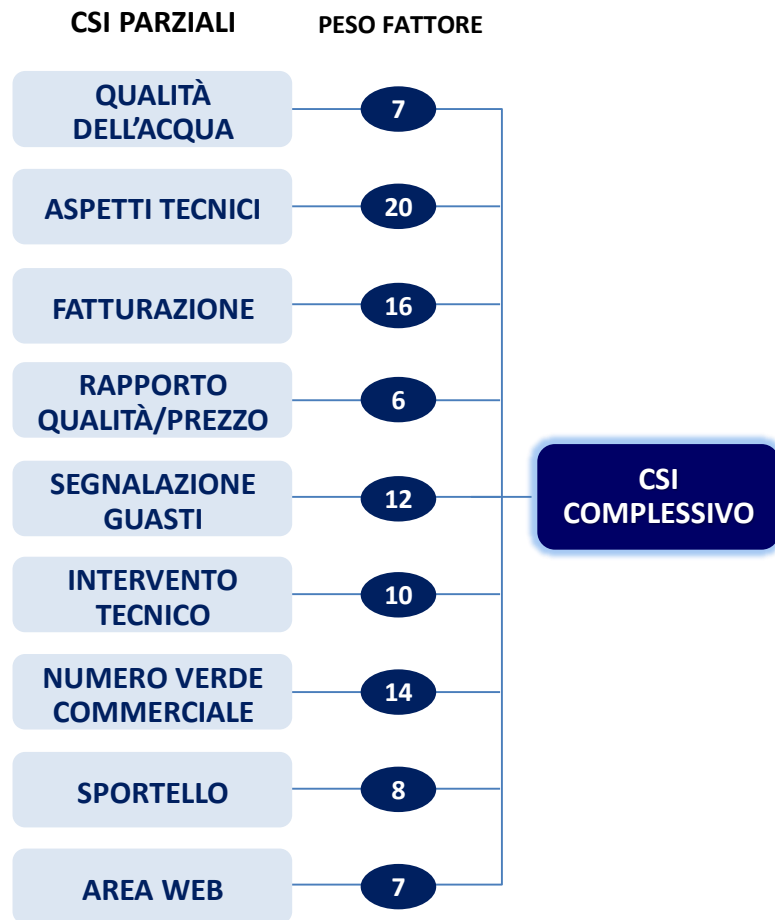 CSI PARZIALI
PESO FATTORE
QUALITÀ
DELL’ACQUA
7
ASPETTI TECNICI
20
FATTURAZIONE
16
RAPPORTO
QUALITÀ/PREZZO
6
SEGNALAZIONE
GUASTI
12
CSI
COMPLESSIVO
INTERVENTO
TECNICO
10
NUMERO VERDE
COMMERCIALE
14
SPORTELLO
8
AREA WEB
7